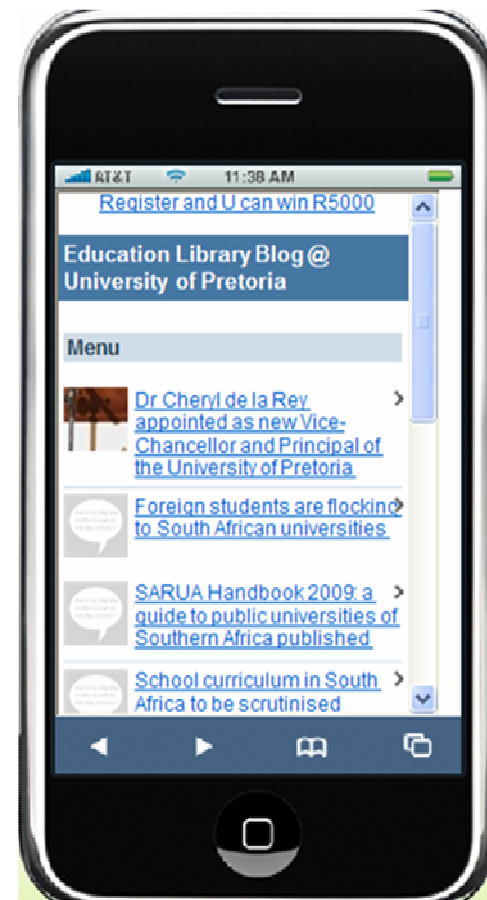 AT&T 11:38 AM
Register and U can win R5000
Education Library Blog @
University of Pretoria
Menu
Dr Cheryl de la Rey
appointed as new Vice-
Chancellor and Principal of
the University of Pretoria
Foreign students are flocking
to South African universities
SARUA Handbook 2009: a
guide to public universities of
Southern Africa published
School curriculum in South
Africa to be scrutinised